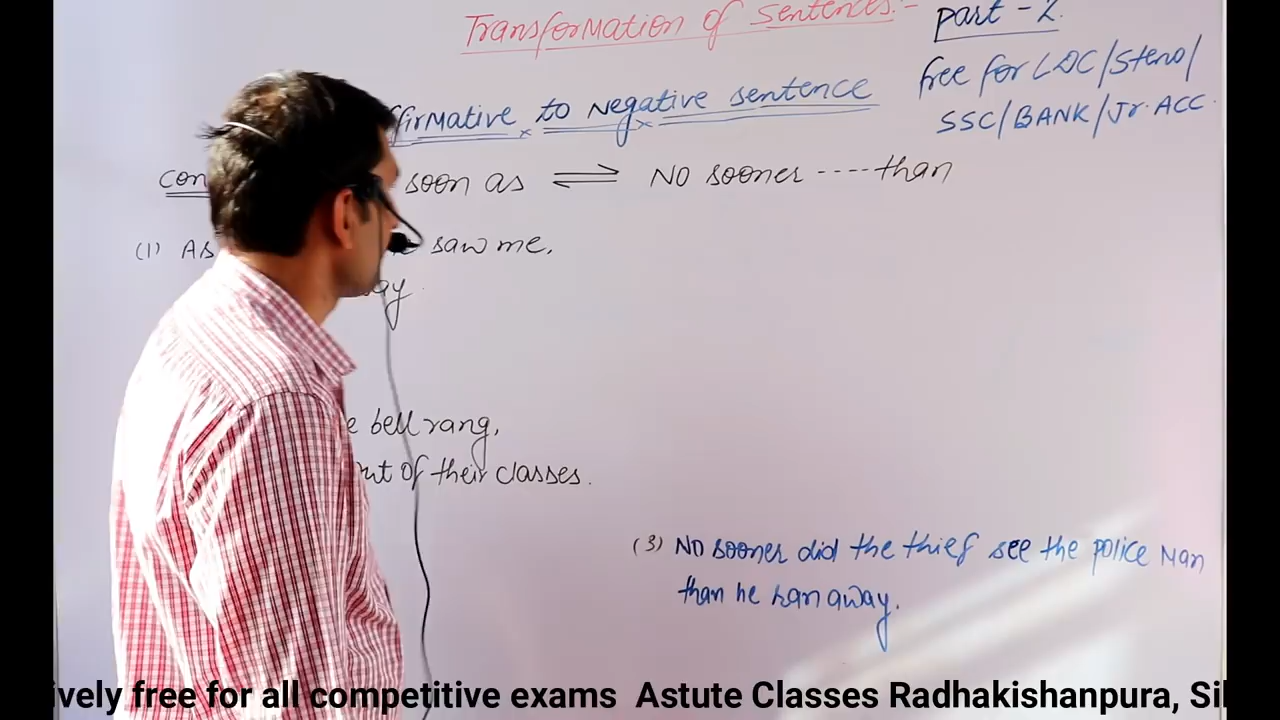 Transformation of Sentences:-
Part - 2.
free for LDC/Steno/
SSC/BANK/Jr. ACC.
ffirmative to Negative sentence
con soon as ⇌ No sooner ----than
(1) As saw me,
ay.
e bell rang,
out of their classes.
(3) No sooner did the thief see the police Man
than he ran away.
ively free for all competitive exams Astute Classes Radhakishanpura, Si